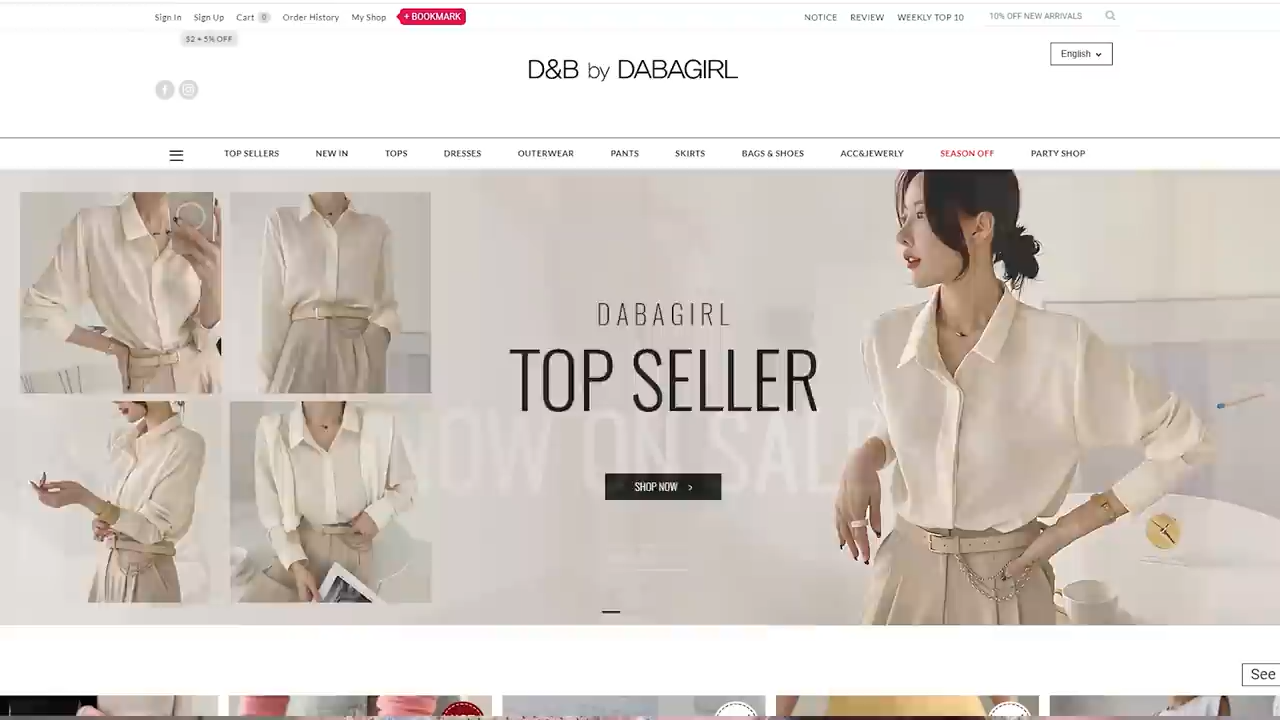 Sign In Sign Up Cart 0 Order History My Shop + BOOKMARK NOTICE REVIEW WEEKLY TOP 10 10% OFF NEW ARRIVALS
$2 + 5% OFF
English
D&B by DABAGIRL
TOP SELLERS NEW IN TOPS DRESSES OUTERWEAR PANTS SKIRTS BAGS & SHOES ACC&JEWERLY SEASON OFF PARTY SHOP
DABAGIRL
TOP SELLER
NOW ON SALE
SHOP NOW >
See